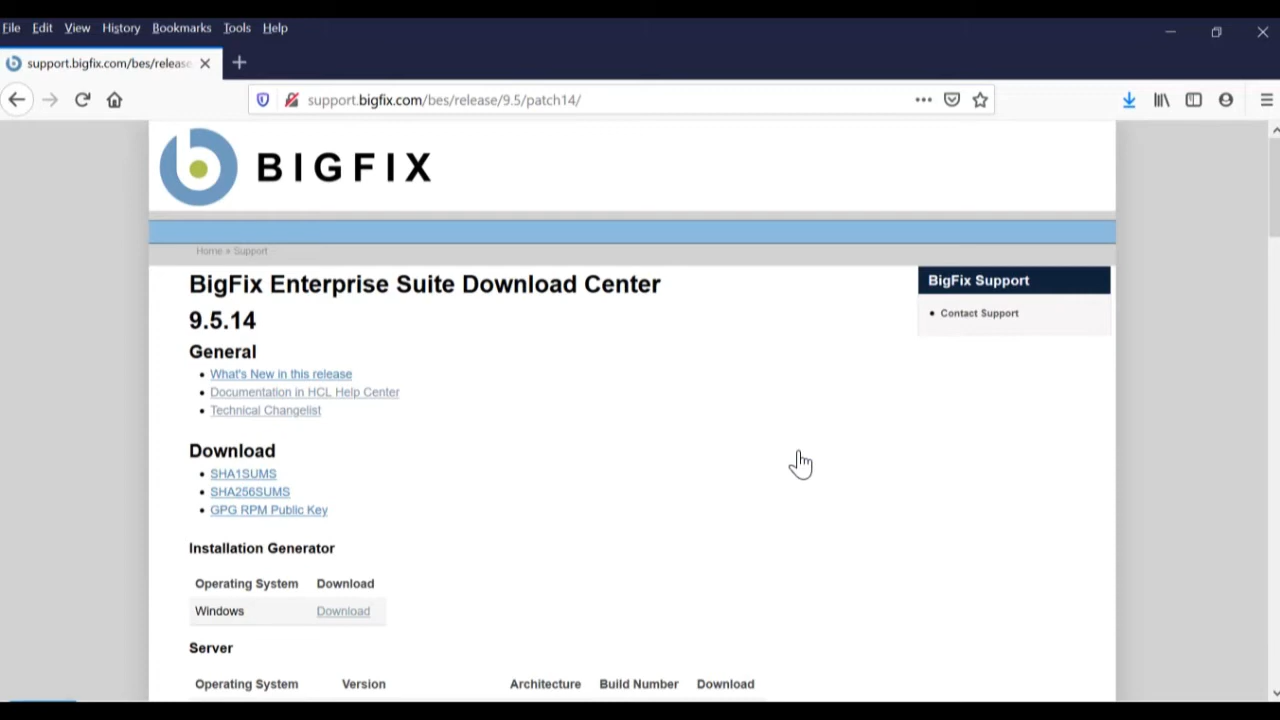 File Edit View History Bookmarks Tools Help
support.bigfix.com/bes/release
support.bigfix.com/bes/release/9.5/patch14/
BIGFIX
Home » Support
BigFix Enterprise Suite Download Center
9.5.14
BigFix Support
Contact Support
General
What's New in this release
Documentation in HCL Help Center
Technical Changelist
Download
SHA1SUMS
SHA256SUMS
GPG RPM Public Key
Installation Generator
Operating System Download
Windows Download
Server
Operating System Version Architecture Build Number Download